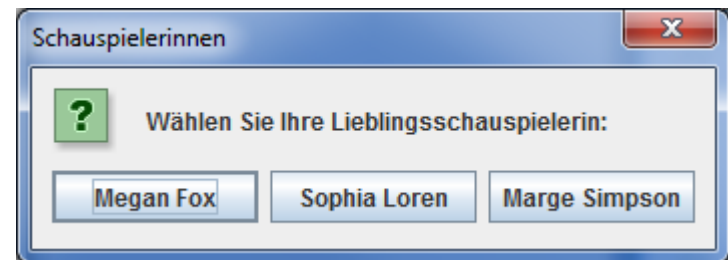 Schauspielerinnen
Wählen Sie Ihre Lieblingsschauspielerin:
Megan Fox Sophia Loren Marge Simpson